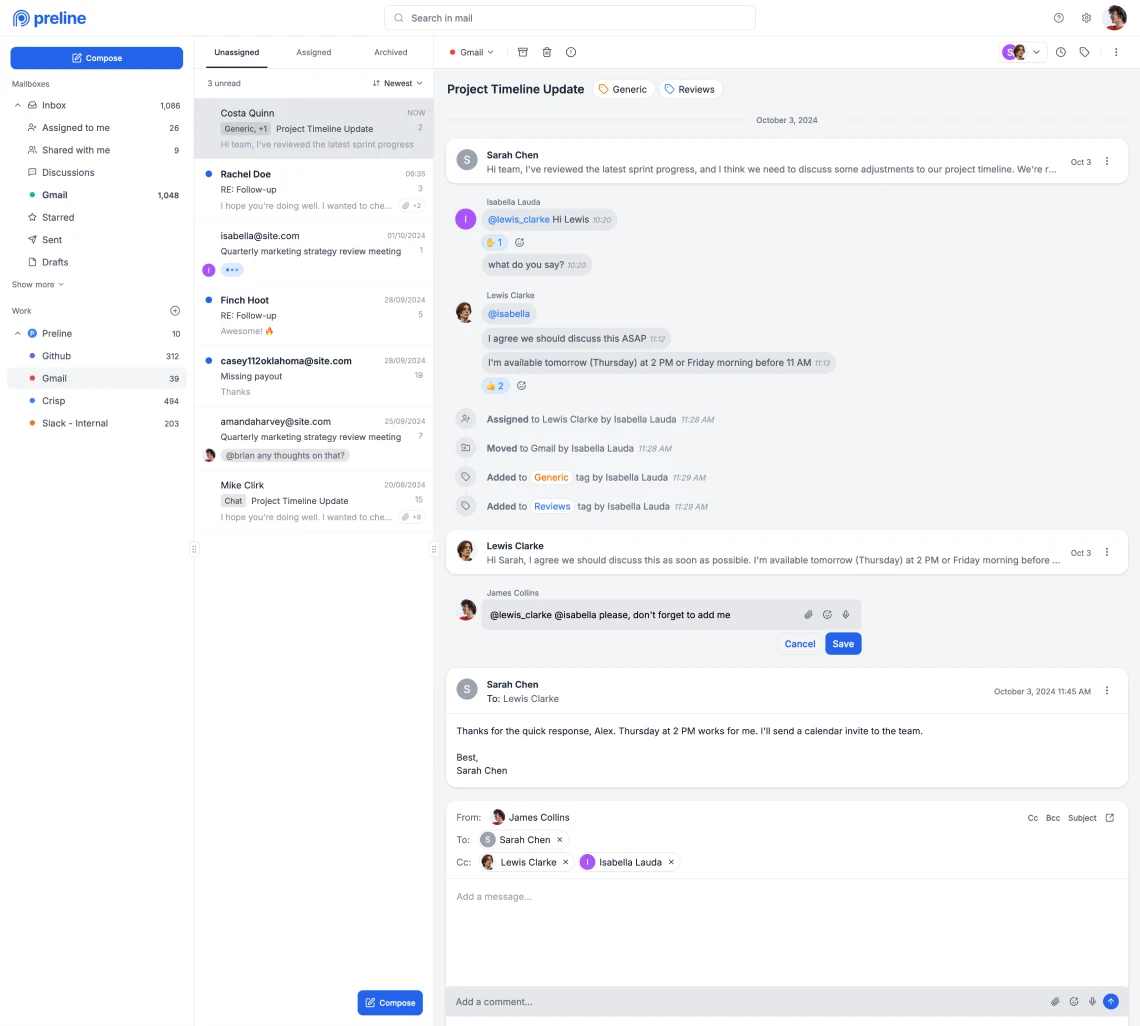 preline
Search in mail
Compose
Mailboxes
Inbox 1,086
Assigned to me 26
Shared with me 9
Discussions
Gmail 1,048
Starred
Sent
Drafts
Show more
Work
P Preline 10
Github 312
Gmail 39
Crisp 494
Slack - Internal 203
Unassigned Assigned Archived
3 unread Newest
Costa Quinn NOW
Generic, +1 Project Timeline Update 2
Hi team, I've reviewed the latest sprint progress
Rachel Doe 09:35
RE: Follow-up 3
I hope you're doing well. I wanted to che... +2
isabella@site.com 01/10/2024
Quarterly marketing strategy review meeting 1
I
Finch Hoot 28/09/2024
RE: Follow-up 5
Awesome! 🔥
casey112oklahoma@site.com 28/09/2024
Missing payout 19
Thanks
amandaharvey@site.com 25/09/2024
Quarterly marketing strategy review meeting 7
@brian any thoughts on that?
Mike Clirk 20/09/2024
Chat Project Timeline Update 15
I hope you're doing well. I wanted to che... +9
Compose
Gmail S
Project Timeline Update Generic Reviews
October 3, 2024
S Sarah Chen
Hi team, I've reviewed the latest sprint progress, and I think we need to discuss some adjustments to our project timeline. We're r... Oct 3
Isabella Lauda
I @lewis_clarke Hi Lewis 10:20
✋ 1
what do you say? 10:20
Lewis Clarke
@isabella
I agree we should discuss this ASAP 11:12
I'm available tomorrow (Thursday) at 2 PM or Friday morning before 11 AM 11:13
👍 2
Assigned to Lewis Clarke by Isabella Lauda 11:28 AM
Moved to Gmail by Isabella Lauda 11:28 AM
Added to Generic tag by Isabella Lauda 11:29 AM
Added to Reviews tag by Isabella Lauda 11:29 AM
Lewis Clarke
Hi Sarah, I agree we should discuss this as soon as possible. I'm available tomorrow (Thursday) at 2 PM or Friday morning before ... Oct 3
James Collins
@lewis_clarke @isabella please, don't forget to add me
Cancel Save
S Sarah Chen
To: Lewis Clarke October 3, 2024 11:45 AM
Thanks for the quick response, Alex. Thursday at 2 PM works for me. I'll send a calendar invite to the team.
Best,
Sarah Chen
From: James Collins Cc Bcc Subject
To: S Sarah Chen ×
Cc: Lewis Clarke × I Isabella Lauda ×
Add a message...
Add a comment...